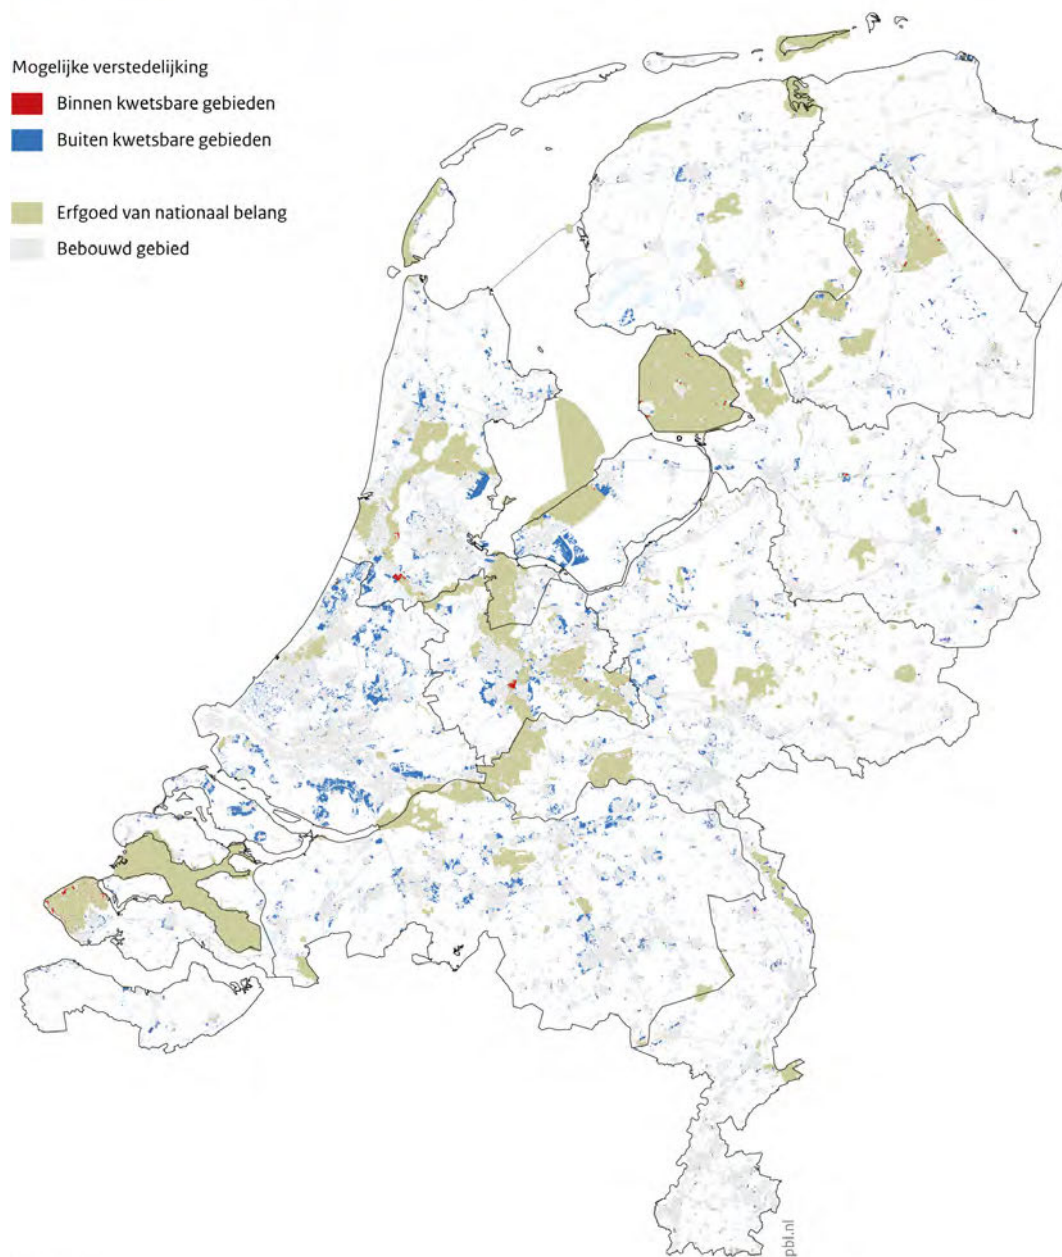 Mogelijke verstedelijking
Binnen kwetsbare gebieden
Buiten kwetsbare gebieden
Erfgoed van nationaal belang
Bebouwd gebied
pbl.nl